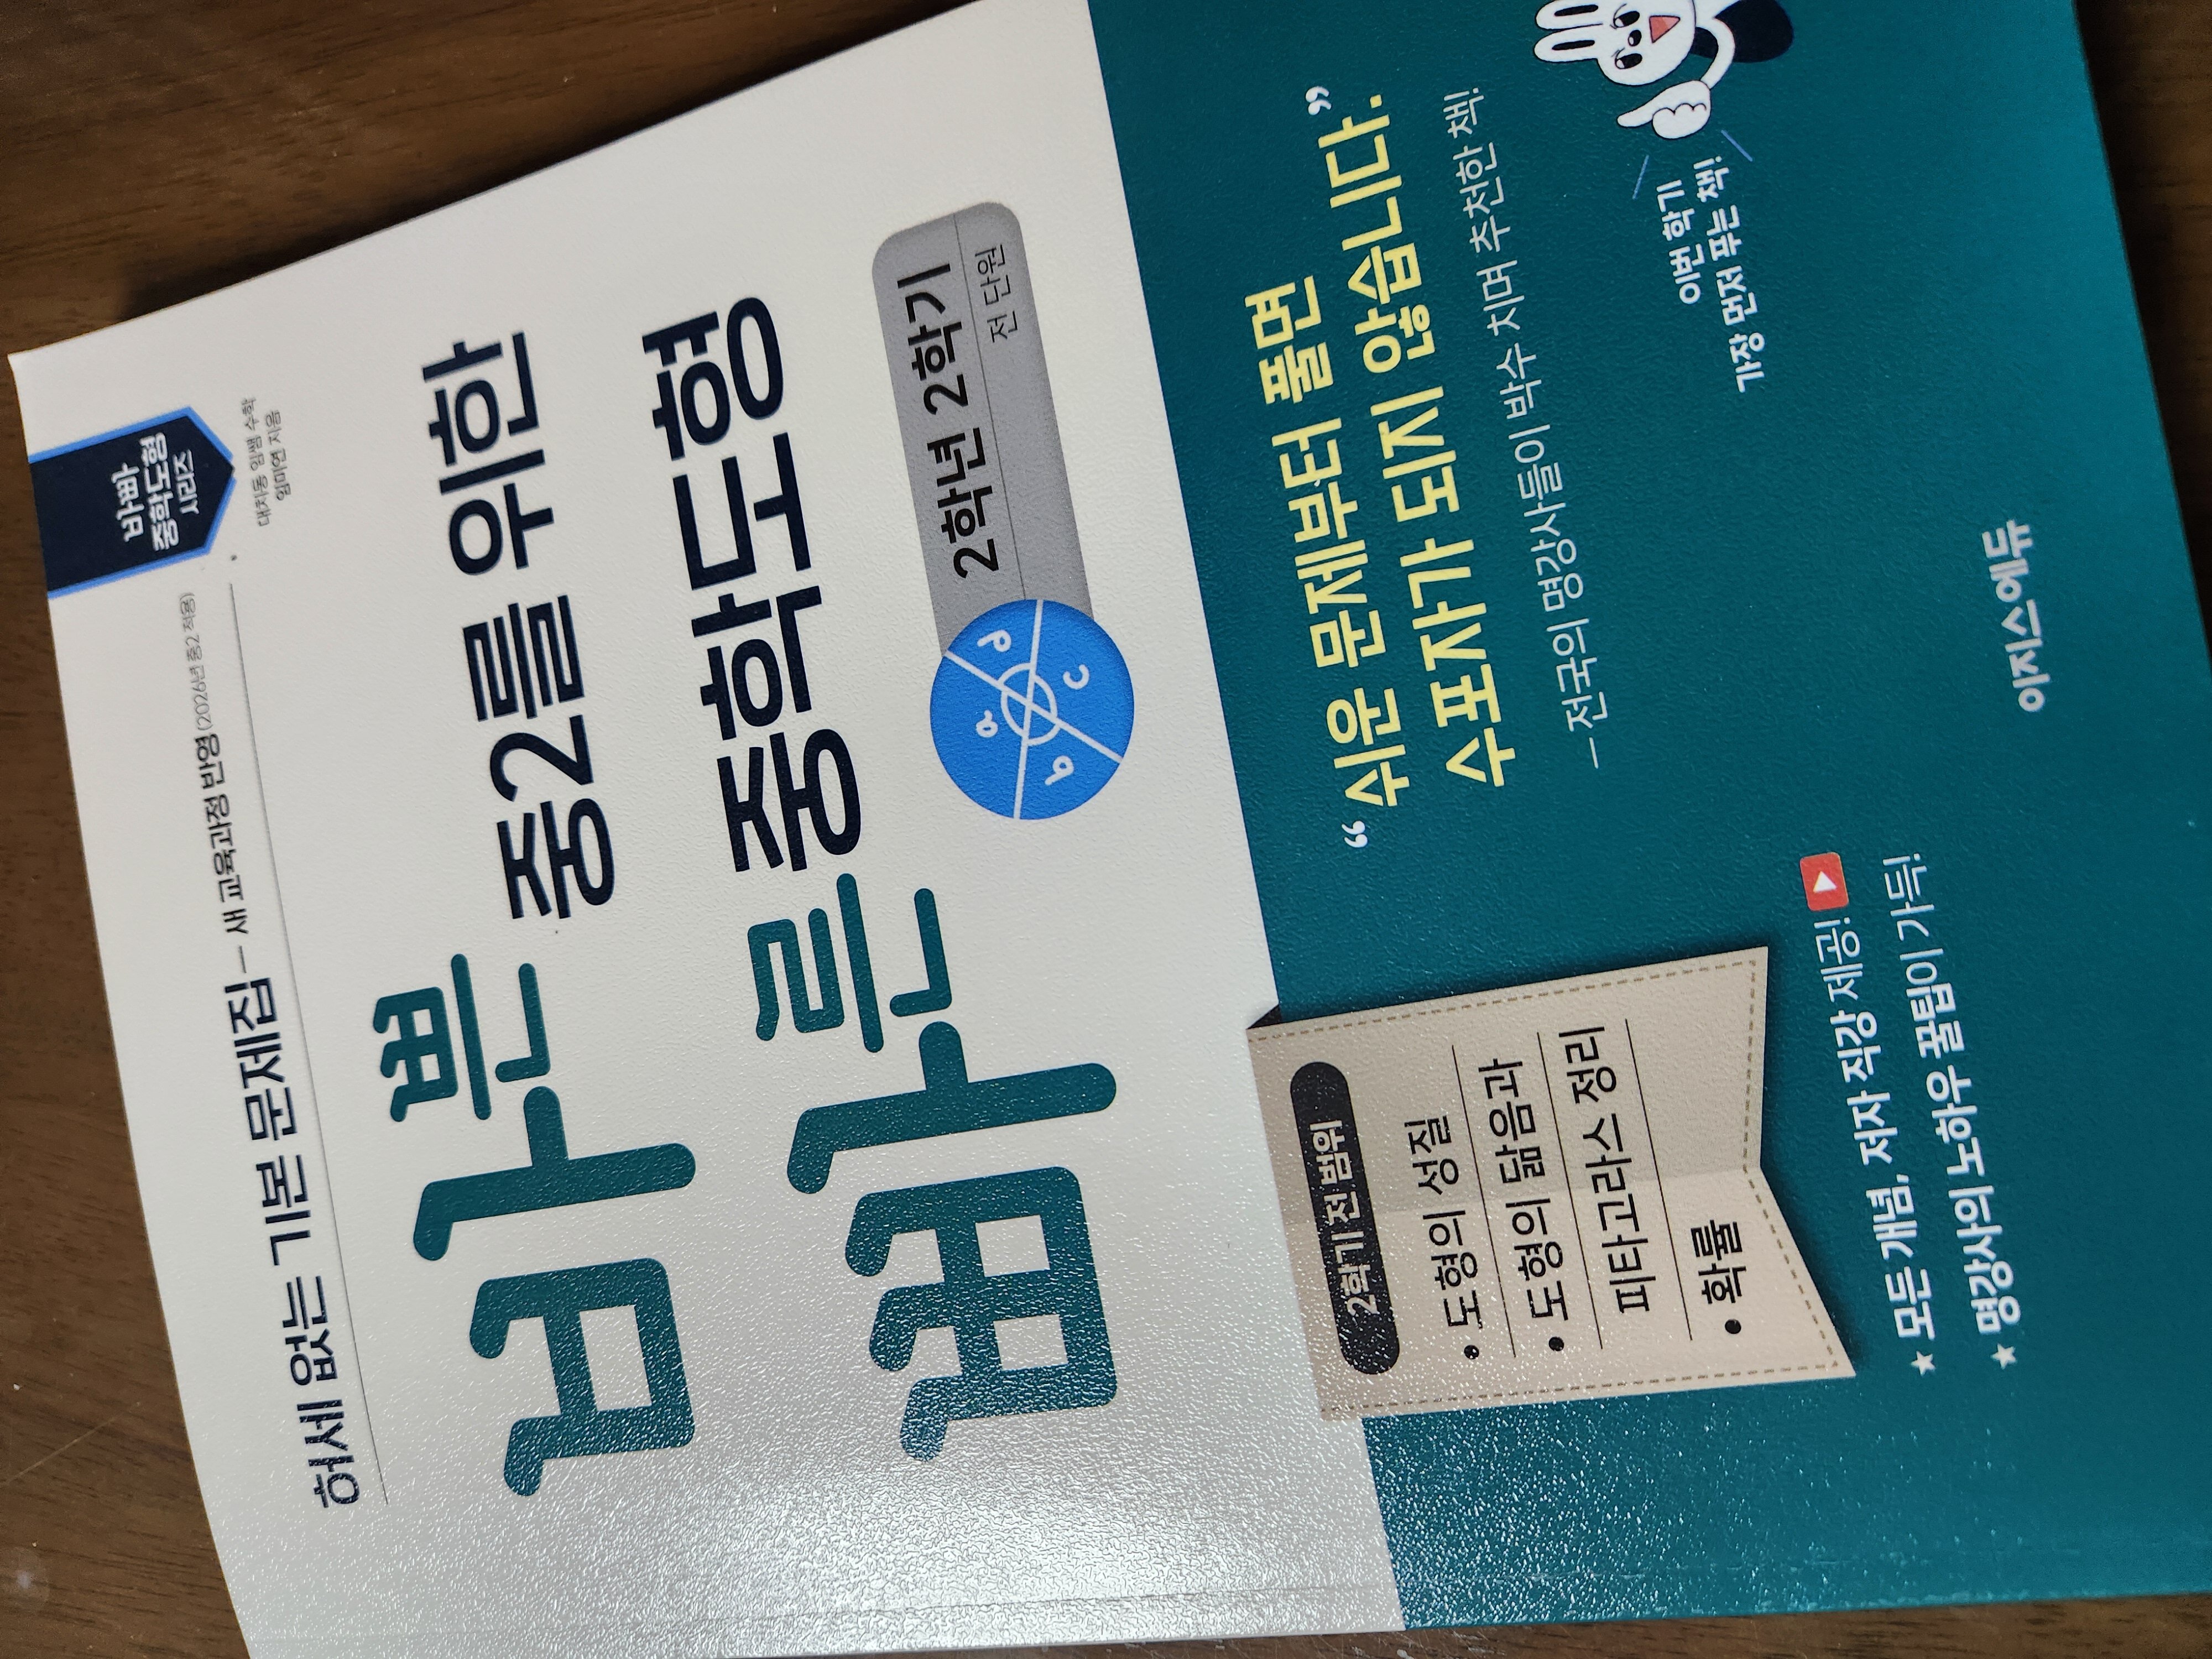 허세 없는 기본 문제집 — 새 교육과정 반영(2026년 중2 적용)
바빠
중학도형
시리즈
대치동 임쌤 수학
임미연 지음
바쁜 중2를 위한
빠른 중학도형
2학년 2학기
전 단원
a
b
c
d
“쉬운 문제부터 풀면
수포자가 되지 않습니다.”
— 전국의 명강사들이 박수 치며 추천한 책!
이번 학기
가장 먼저 푸는 책!
2학기 전 범위
• 도형의 성질
• 도형의 닮음과
피타고라스 정리
• 확률
★ 모든 개념, 저자 직강 제공!
★ 명강사의 노하우 꿀팁이 가득!
이지스에듀